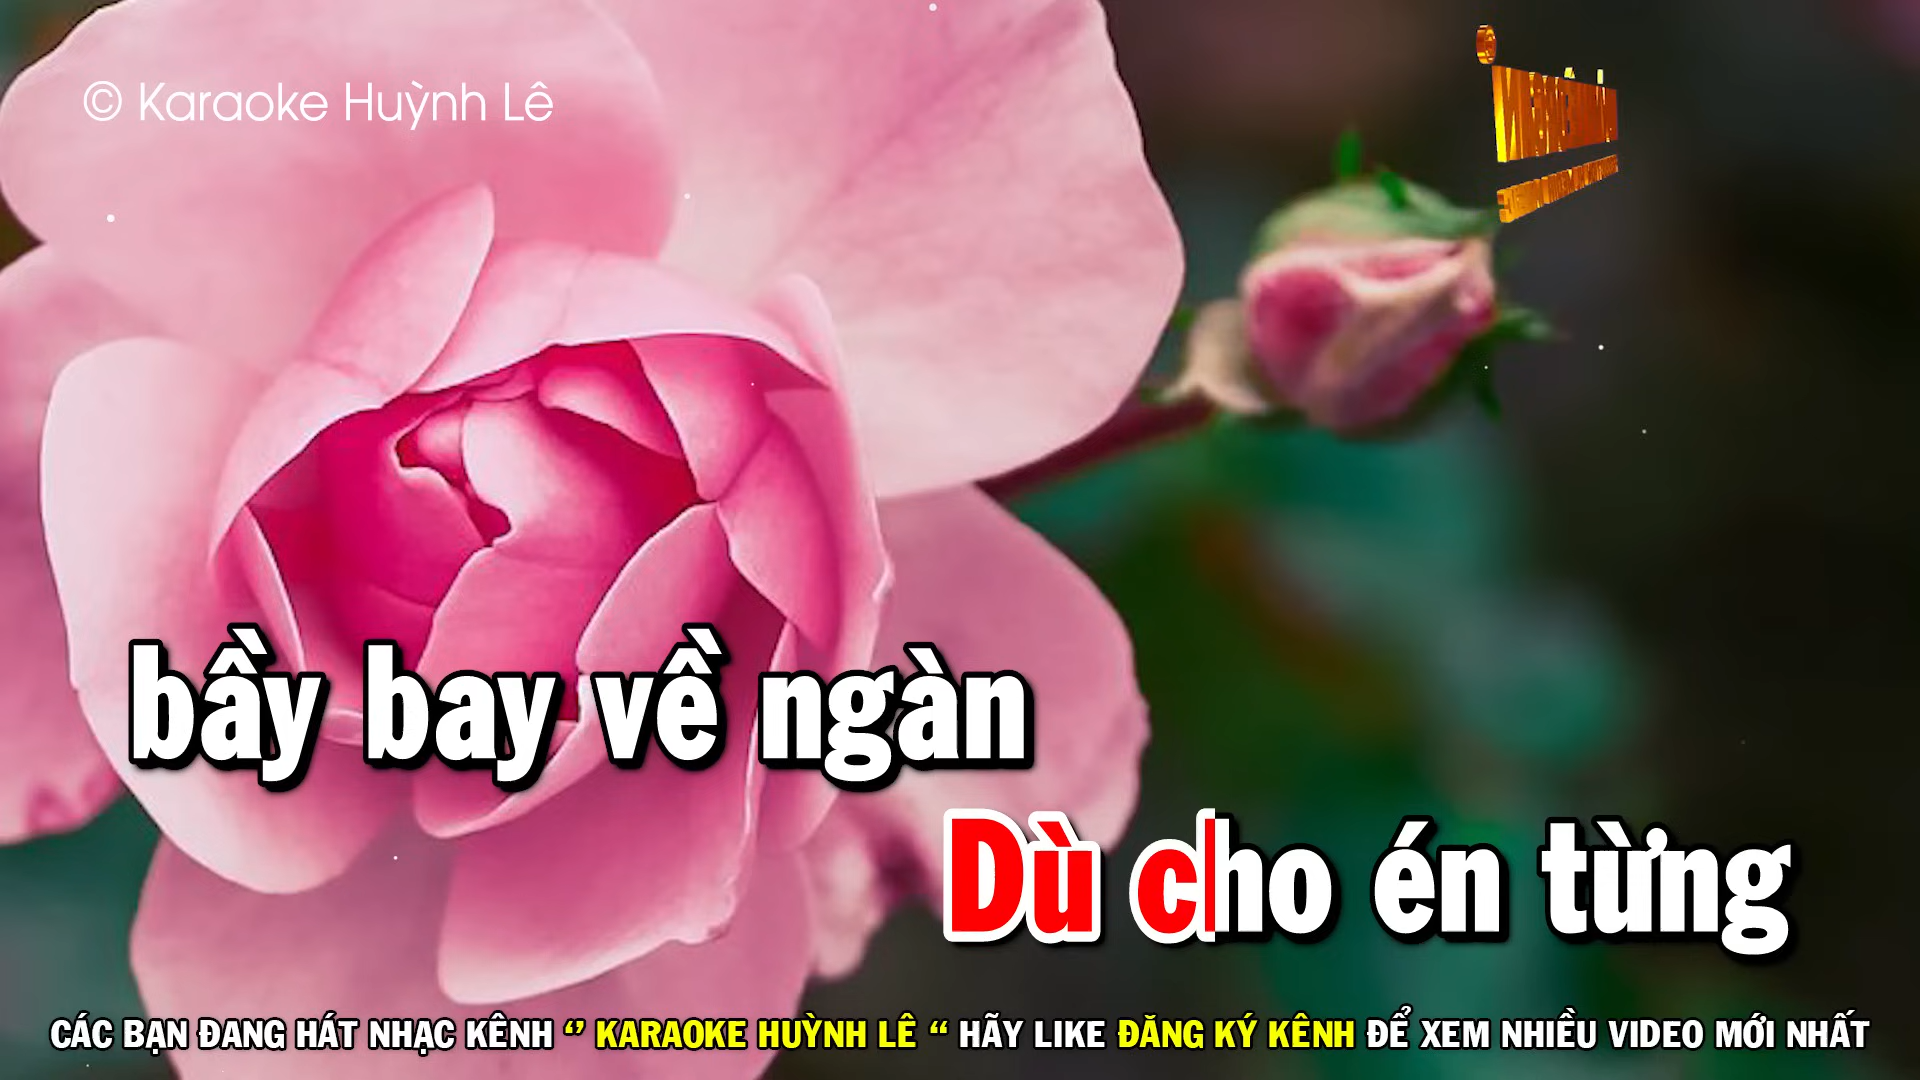 © Karaoke Huỳnh Lê
bầy bay về ngàn
Dù cho én từng
CÁC BẠN ĐANG HÁT NHẠC KÊNH “ KARAOKE HUỲNH LÊ “ HÃY LIKE ĐĂNG KÝ KÊNH ĐỂ XEM NHIỀU VIDEO MỚI NHẤT